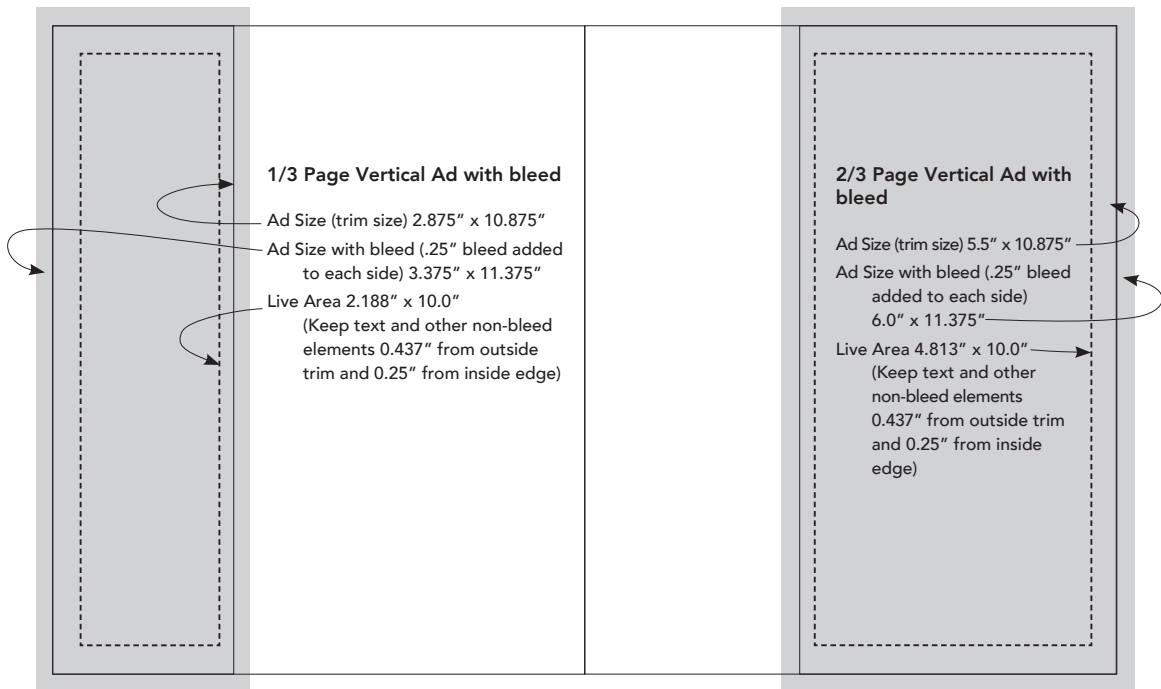 1/3 Page Vertical Ad with bleed
Ad Size (trim size) 2.875” x 10.875”
Ad Size with bleed (.25” bleed added
to each side) 3.375” x 11.375”
Live Area 2.188” x 10.0”
(Keep text and other non-bleed
elements 0.437” from outside
trim and 0.25” from inside edge)
2/3 Page Vertical Ad with
bleed
Ad Size (trim size) 5.5” x 10.875”
Ad Size with bleed (.25” bleed
added to each side)
6.0” x 11.375”
Live Area 4.813” x 10.0”
(Keep text and other
non-bleed elements
0.437” from outside trim
and 0.25” from inside
edge)